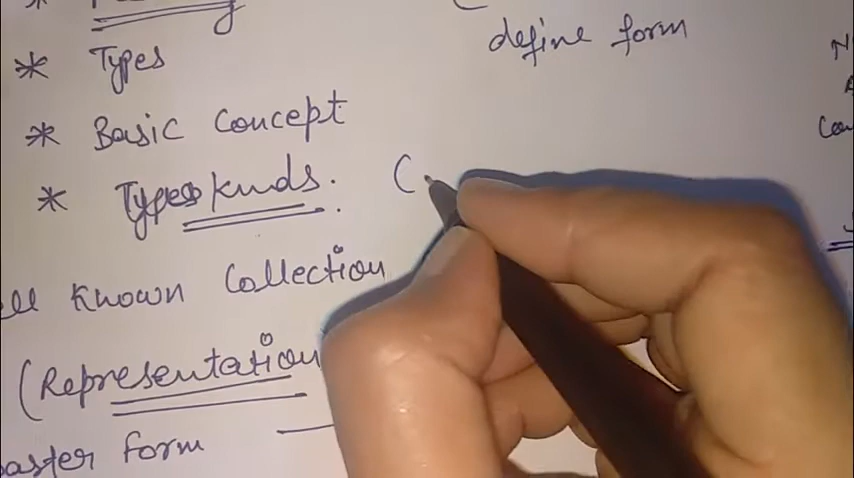 *
define form
* Types
* Basic Concept
* Types kinds. (
Known Collection
(Representation
form —